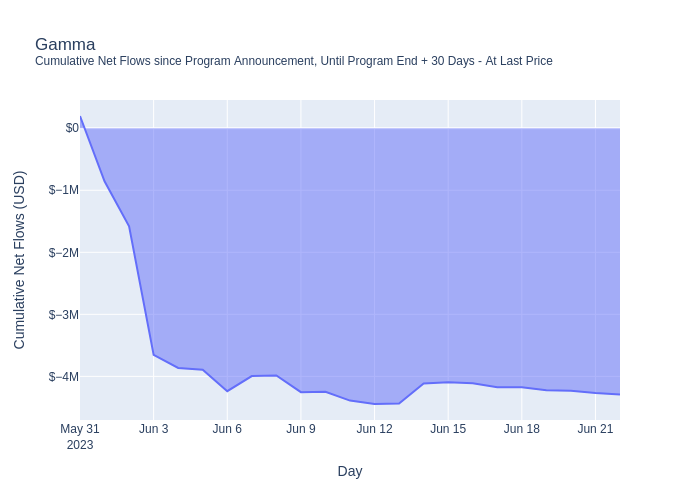 Gamma
Cumulative Net Flows since Program Announcement, Until Program End + 30 Days - At Last Price
$0
$−1M
$−2M
$−3M
$−4M
Cumulative Net Flows (USD)
May 31
2023
Jun 3
Jun 6
Jun 9
Jun 12
Jun 15
Jun 18
Jun 21
Day